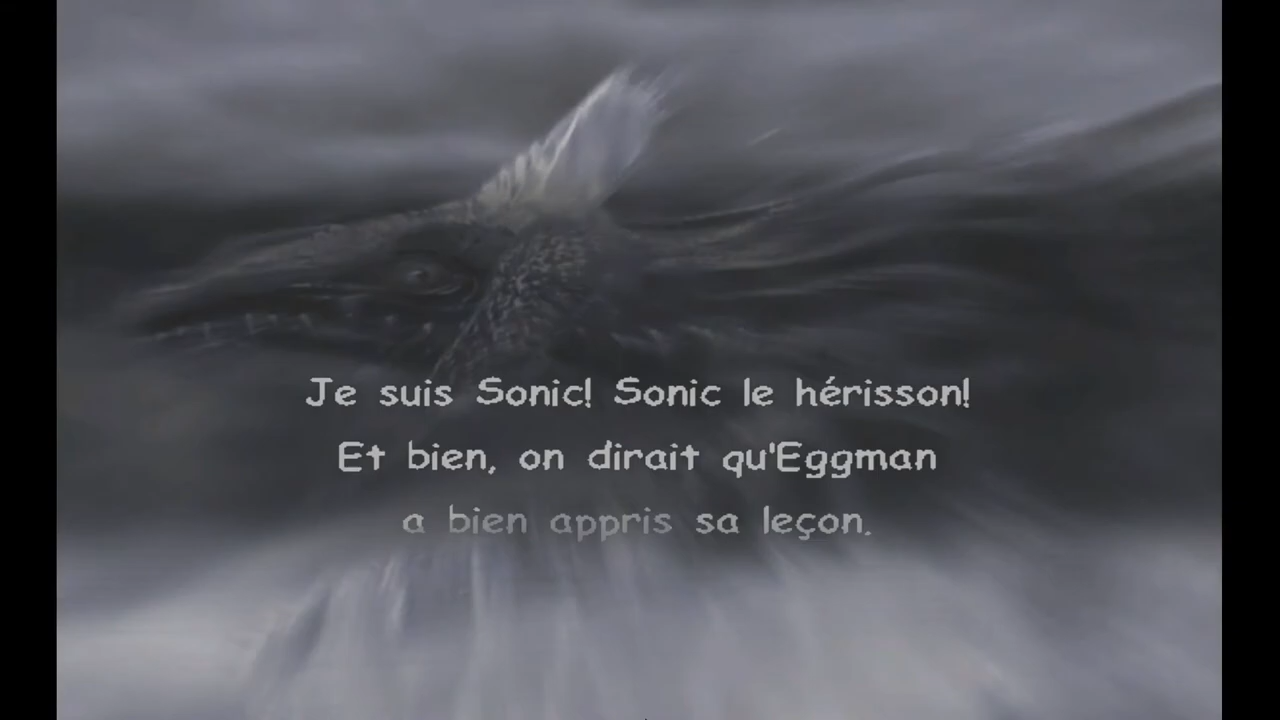 Je suis Sonic! Sonic le hérisson!
Et bien, on dirait qu'Eggman
a bien appris sa leçon.